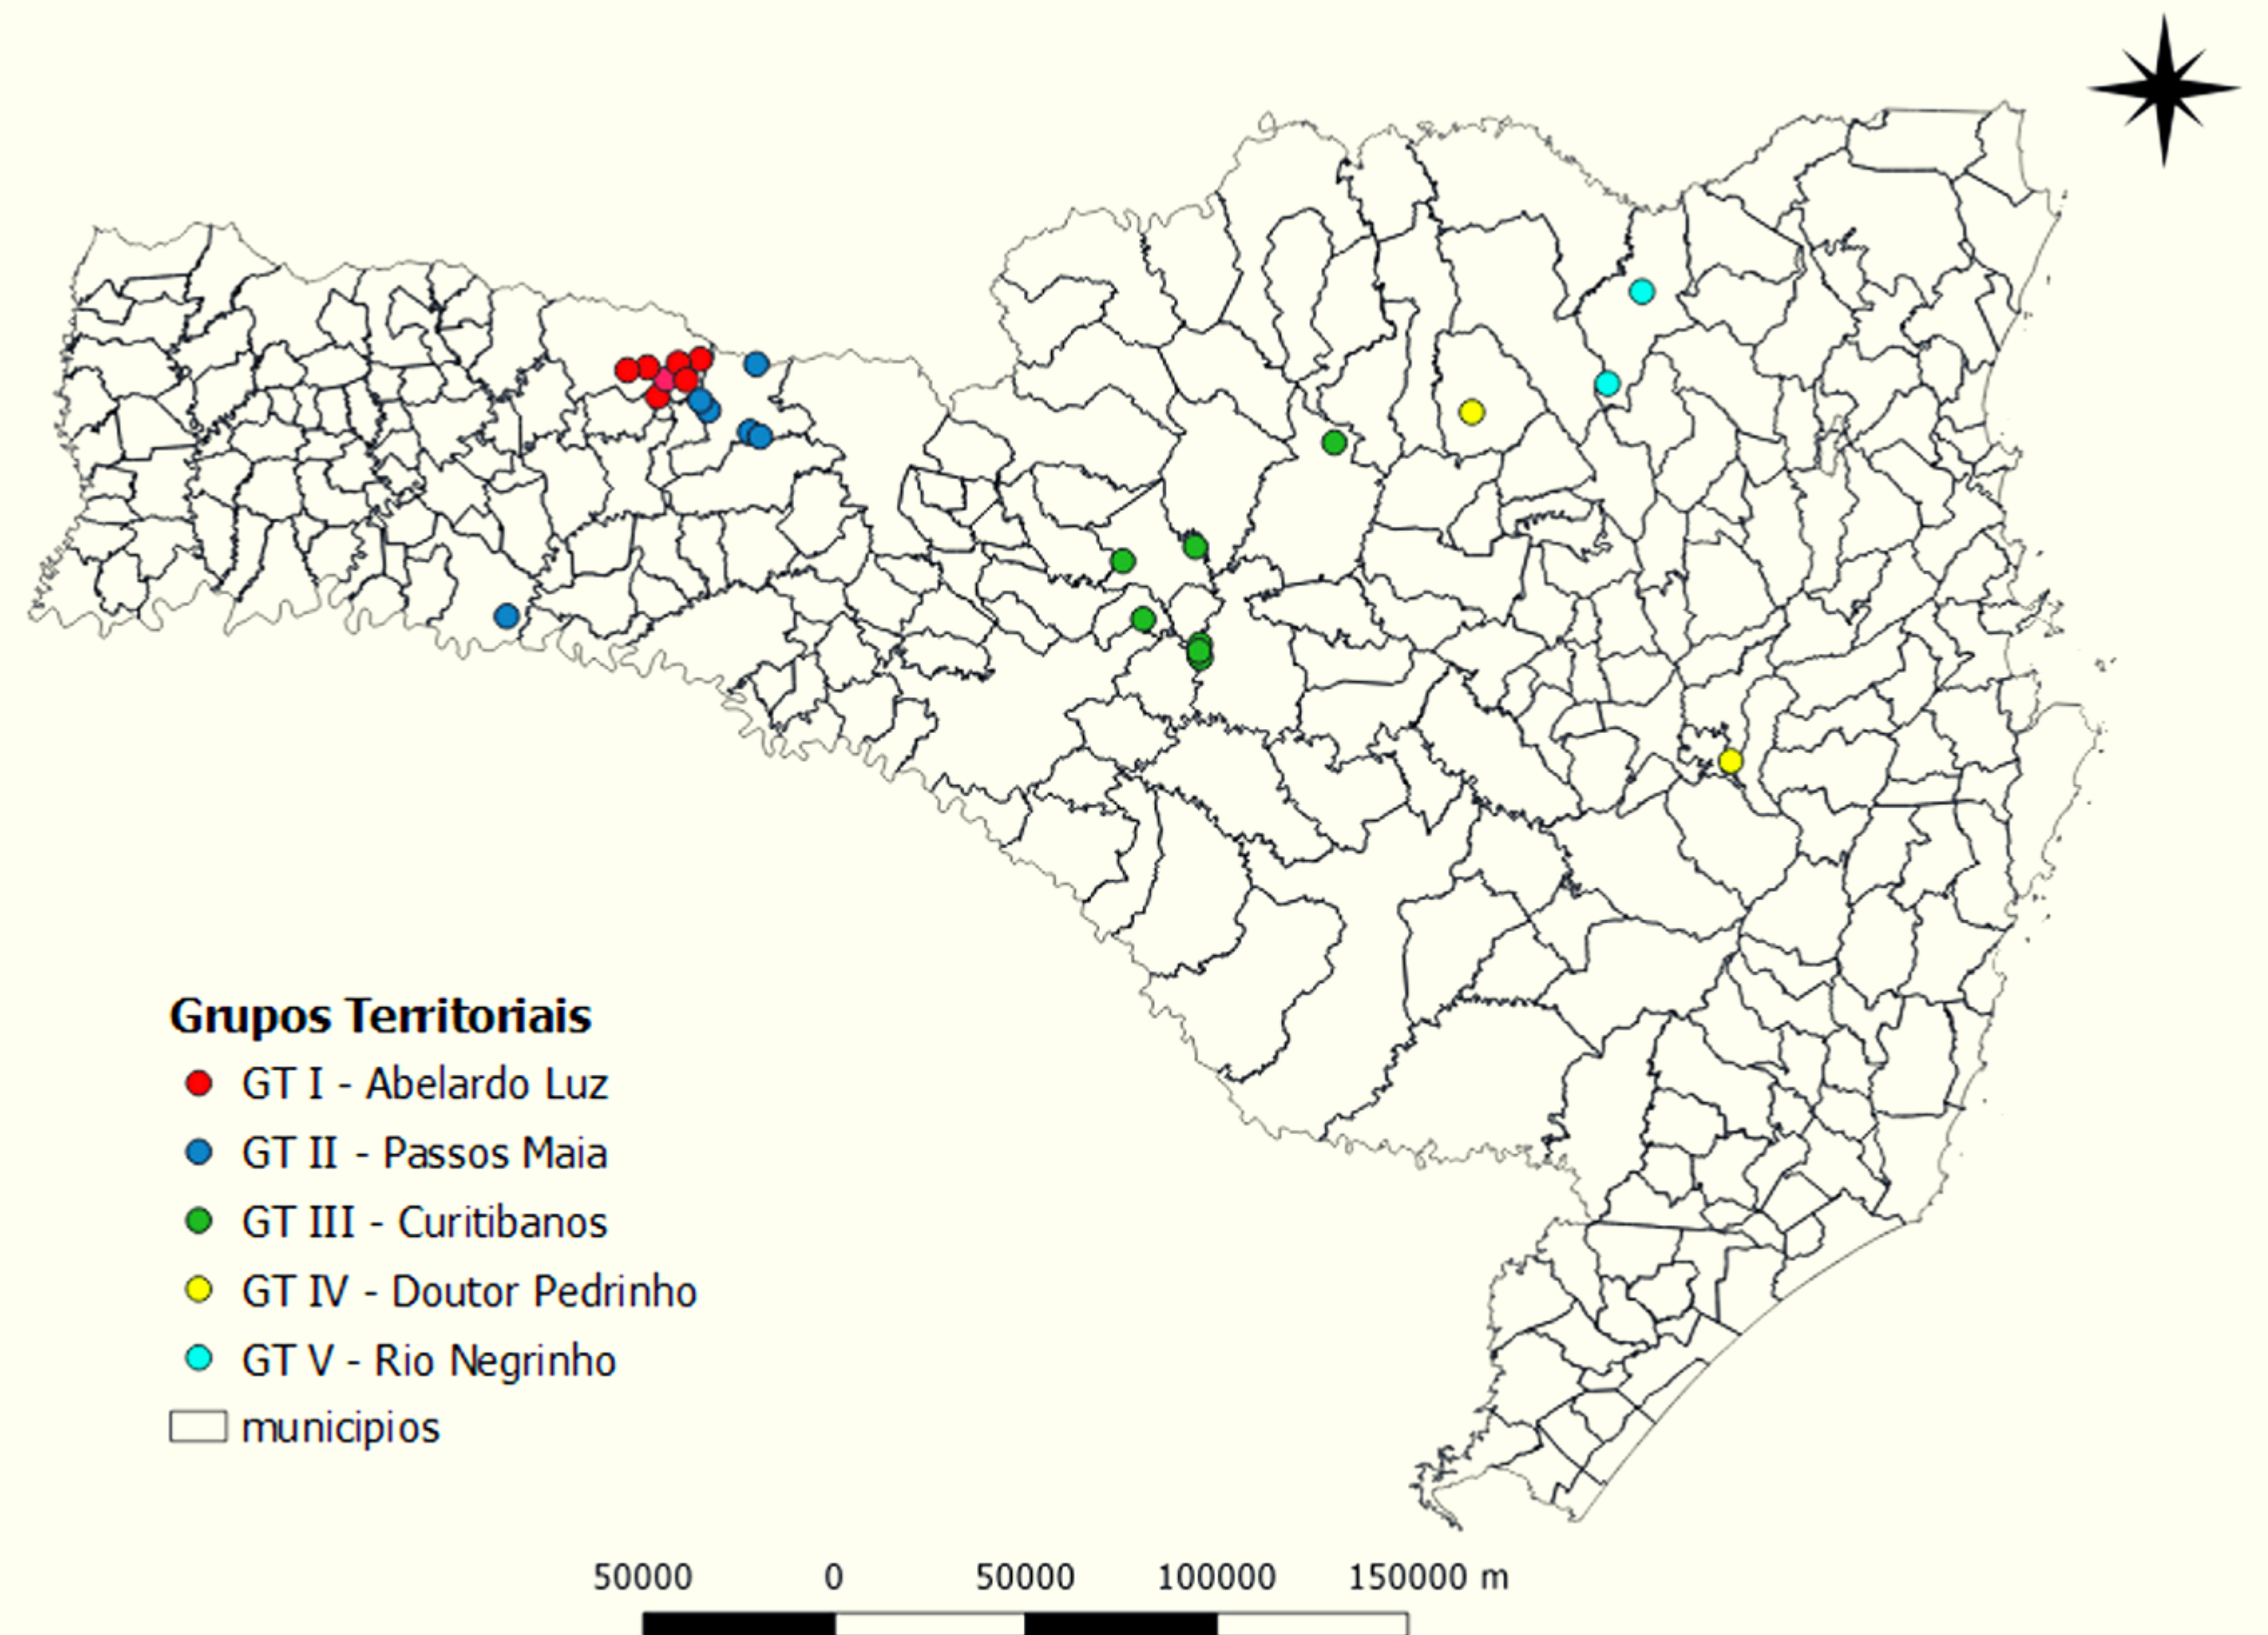 Grupos Territoriais
GT I - Abelardo Luz
GT II - Passos Maia
GT III - Curitibanos
GT IV - Doutor Pedrinho
GT V - Rio Negrinho
municipios
50000 0 50000 100000 150000 m